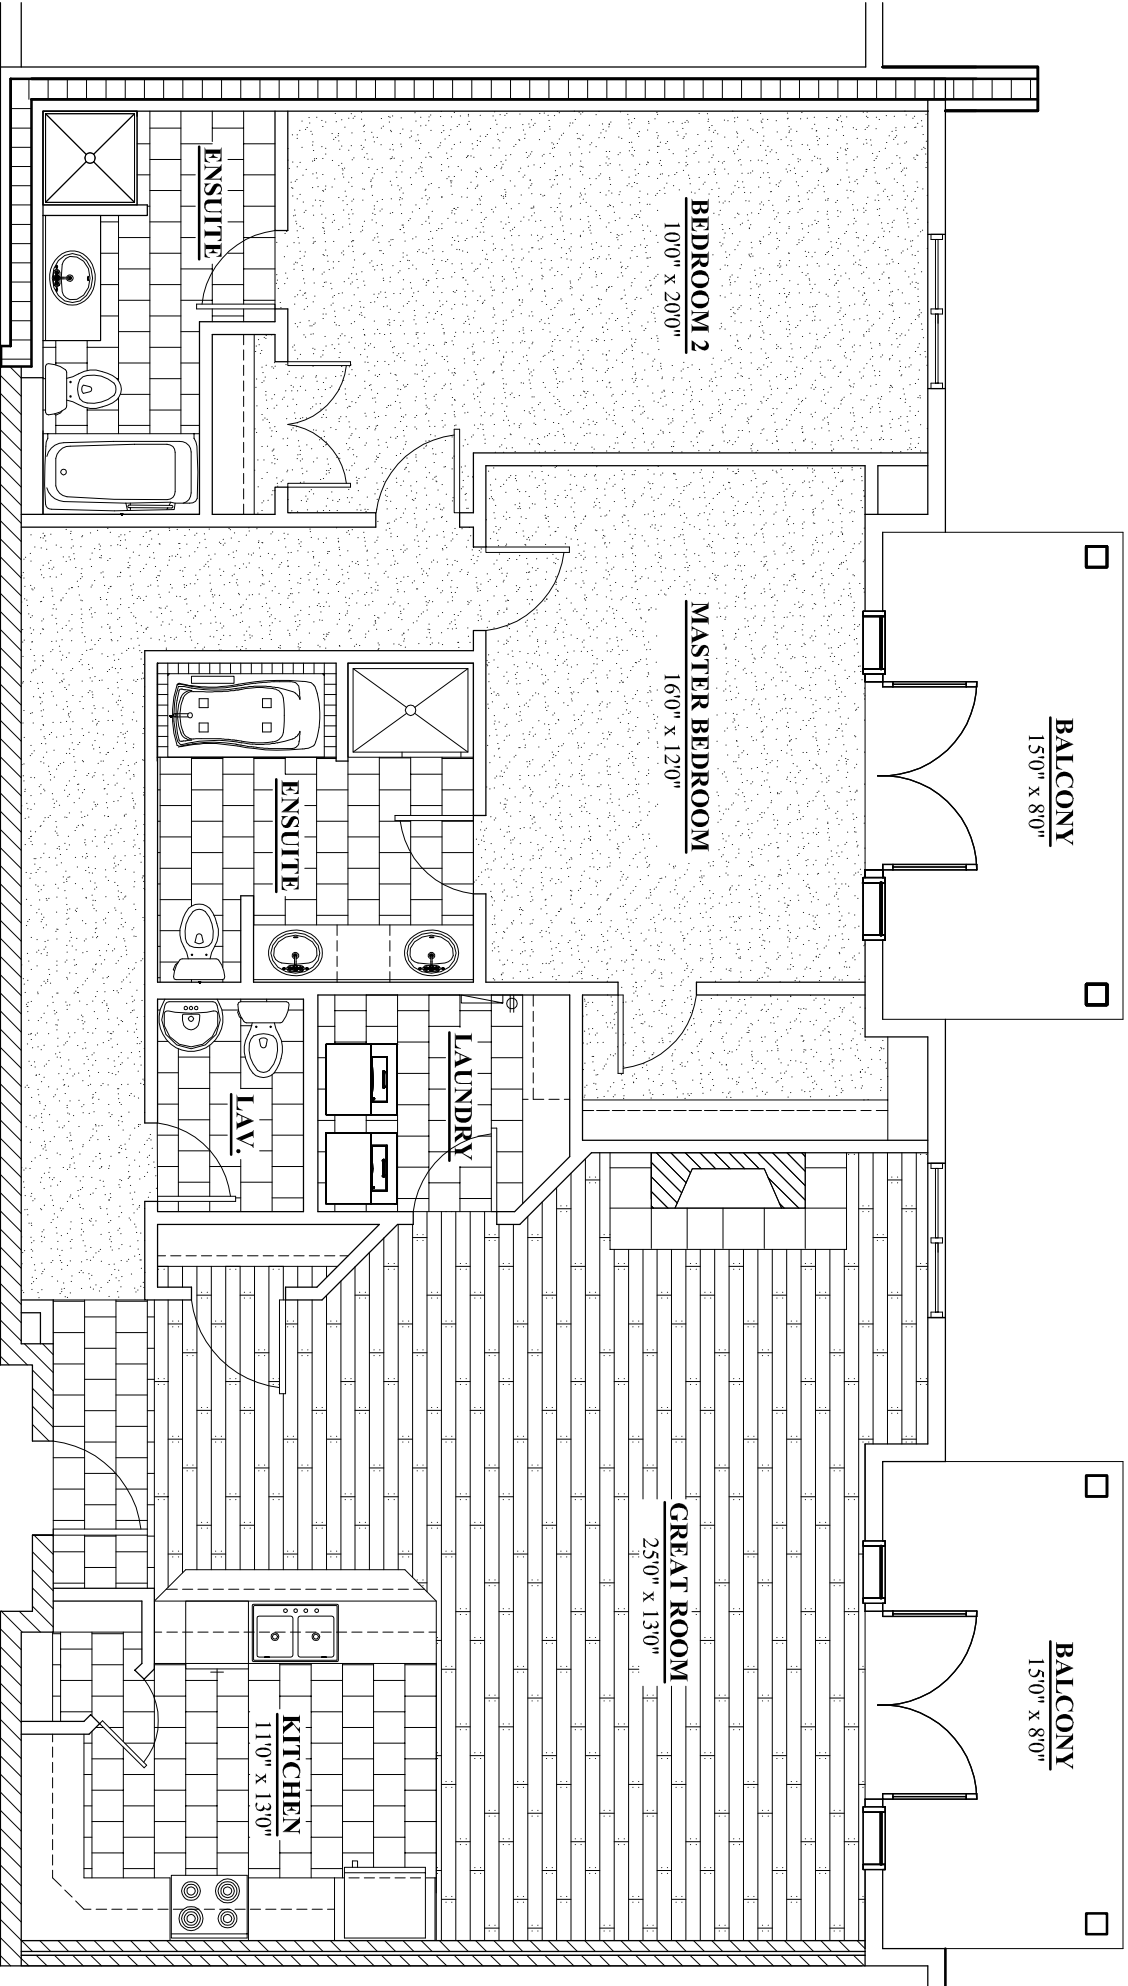 BALCONY
15'0" x 8'0"
BALCONY
15'0" x 8'0"
BEDROOM 2
10'0" x 20'0"
MASTER BEDROOM
16'0" x 12'0"
GREAT ROOM
25'0" x 13'0"
ENSUITE
ENSUITE
LAUNDRY
LAV.
KITCHEN
11'0" x 13'0"